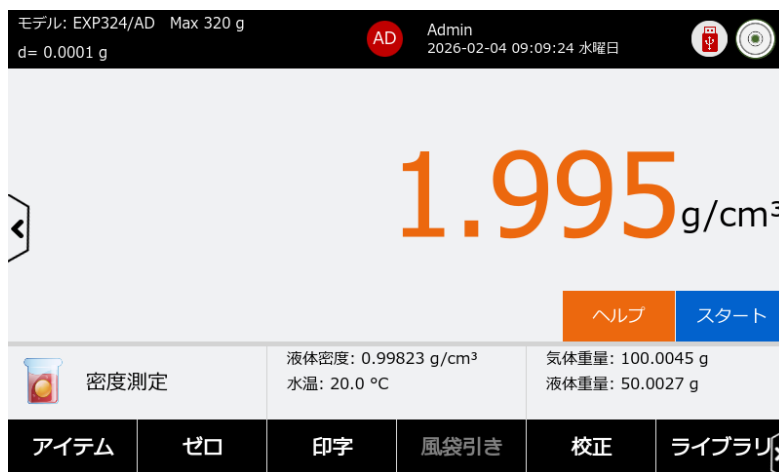 モデル: EXP324/AD Max 320 g
d= 0.0001 g
AD
Admin
2026-02-04 09:09:24 水曜日
1.995 g/cm³
ヘルプ
スタート
密度測定
液体密度: 0.99823 g/cm³
水温: 20.0 °C
気体重量: 100.0045 g
液体重量: 50.0027 g
アイテム
ゼロ
印字
風袋引き
校正
ライブラリ